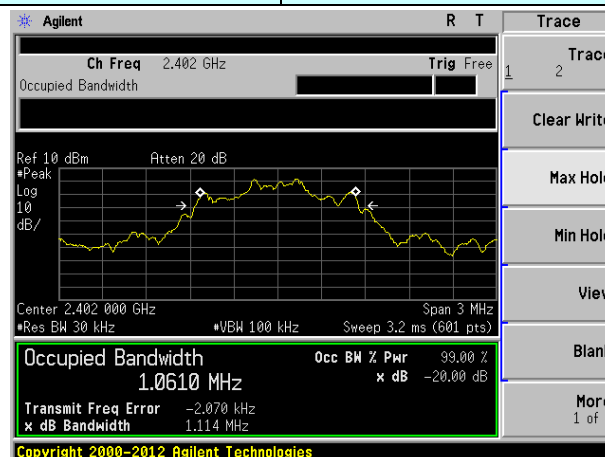 Agilent R T Trace
Ch Freq 2.402 GHz Trig Free
Occupied Bandwidth
Ref 10 dBm Atten 20 dB
#Peak
Log
10
dB/
Center 2.402 000 GHz Span 3 MHz
#Res BW 30 kHz #VBW 100 kHz Sweep 3.2 ms (601 pts)
Occupied Bandwidth Occ BW % Pwr 99.00 %
1.0610 MHz x dB -20.00 dB
Transmit Freq Error -2.070 kHz
x dB Bandwidth 1.114 MHz
Copyright 2000-2012 Agilent Technologies
Trace
1 2
Clear Write
Max Hold
Min Hold
View
Blank
More
1 of